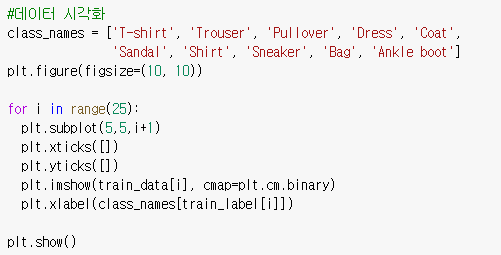 #데이터 시각화
class_names = ['T-shirt', 'Trouser', 'Pullover', 'Dress', 'Coat',
'Sandal', 'Shirt', 'Sneaker', 'Bag', 'Ankle boot']
plt.figure(figsize=(10, 10))
for i in range(25):
plt.subplot(5,5,i+1)
plt.xticks([])
plt.yticks([])
plt.imshow(train_data[i], cmap=plt.cm.binary)
plt.xlabel(class_names[train_label[i]])
plt.show()